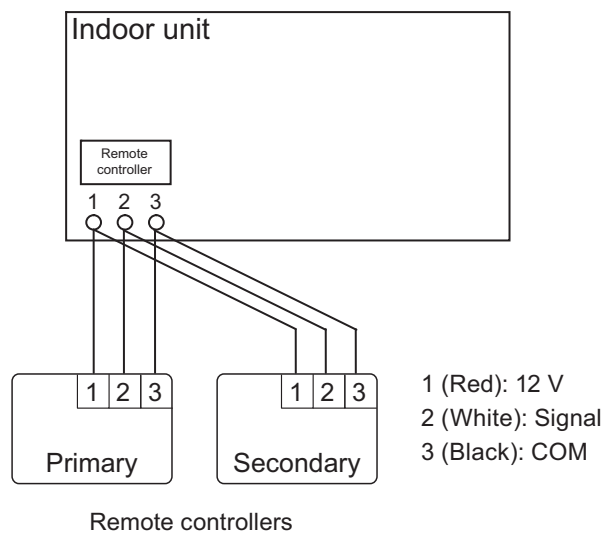 Indoor unit
Remote
controller
1 2 3
1 2 3
Primary
1 2 3
Secondary
1 (Red): 12 V
2 (White): Signal
3 (Black): COM
Remote controllers